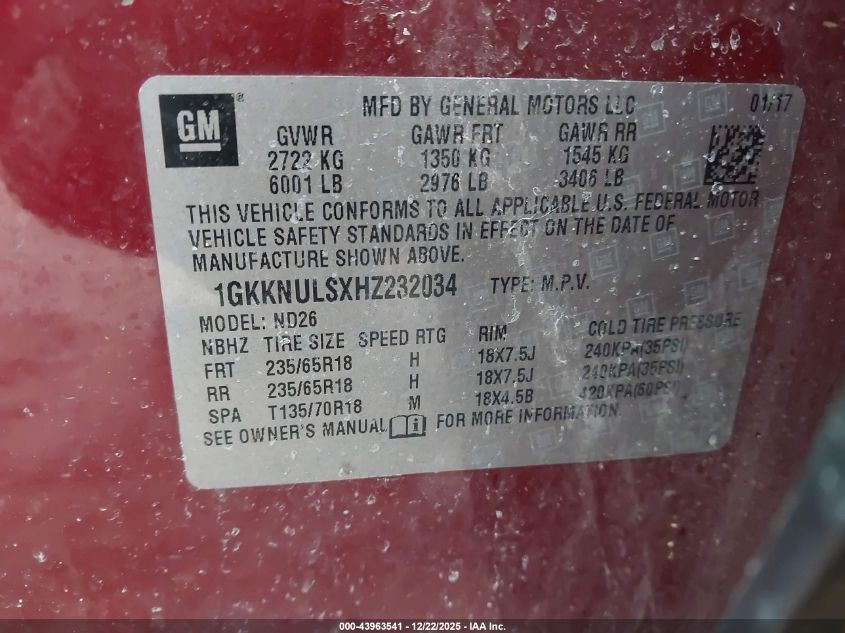 GM®
MFD BY GENERAL MOTORS LLC 01/17
GVWR GAWR FRT GAWR RR
2722 KG 1350 KG 1545 KG
6001 LB 2976 LB 3406 LB
THIS VEHICLE CONFORMS TO ALL APPLICABLE U.S. FEDERAL MOTOR
VEHICLE SAFETY STANDARDS IN EFFECT ON THE DATE OF
MANUFACTURE SHOWN ABOVE.
1GKKNULSXHZ232034 TYPE: M.P.V.
MODEL: ND26
NBHZ TIRE SIZE SPEED RTG RIM COLD TIRE PRESSURE
FRT 235/65R18 H 18X7.5J 240KPA(35PSI)
RR 235/65R18 H 18X7.5J 240KPA(35PSI)
SPA T135/70R18 M 18X4.5B 420KPA(60PSI)
SEE OWNER'S MANUAL FOR MORE INFORMATION.
000-43963541 - 12/22/2025 - IAA Inc.